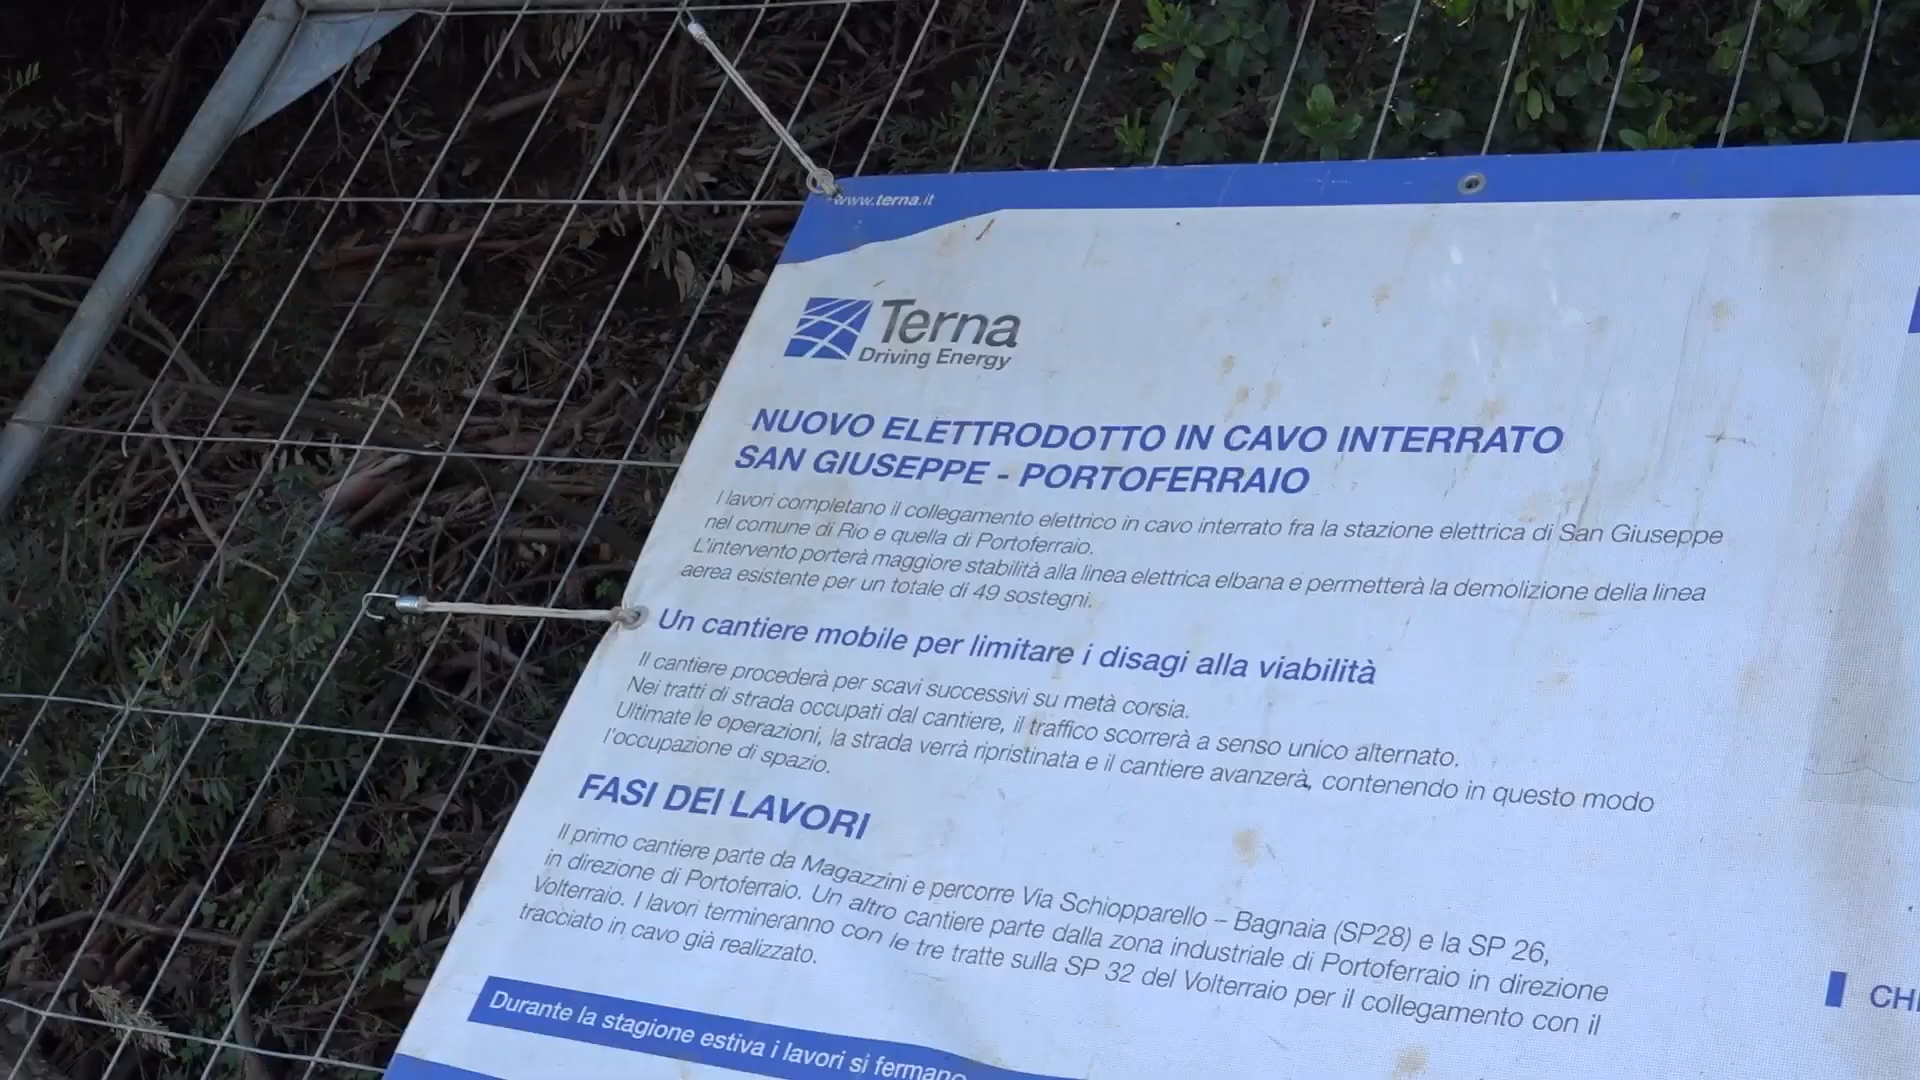 www.terna.it
Terna
Driving Energy
NUOVO ELETTRODOTTO IN CAVO INTERRATO
SAN GIUSEPPE - PORTOFERRAIO
I lavori completano il collegamento elettrico in cavo interrato fra la stazione elettrica di San Giuseppe
nel comune di Rio e quella di Portoferraio.
L'intervento porterà maggiore stabilità alla linea elettrica elbana e permetterà la demolizione della linea
aerea esistente per un totale di 49 sostegni.
Un cantiere mobile per limitare i disagi alla viabilità
Il cantiere procederà per scavi successivi su metà corsia.
Nei tratti di strada occupati dal cantiere, il traffico scorrerà a senso unico alternato.
Ultimate le operazioni, la strada verrà ripristinata e il cantiere avanzerà, contenendo in questo modo
l'occupazione di spazio.
FASI DEI LAVORI
Il primo cantiere parte da Magazzini e percorre Via Schiopparello – Bagnaia (SP28) e la SP 26,
in direzione di Portoferraio. Un altro cantiere parte dalla zona industriale di Portoferraio in direzione
Volterraio. I lavori termineranno con le tre tratte sulla SP 32 del Volterraio per il collegamento con il
tracciato in cavo già realizzato.
Durante la stagione estiva i lavori si fermano